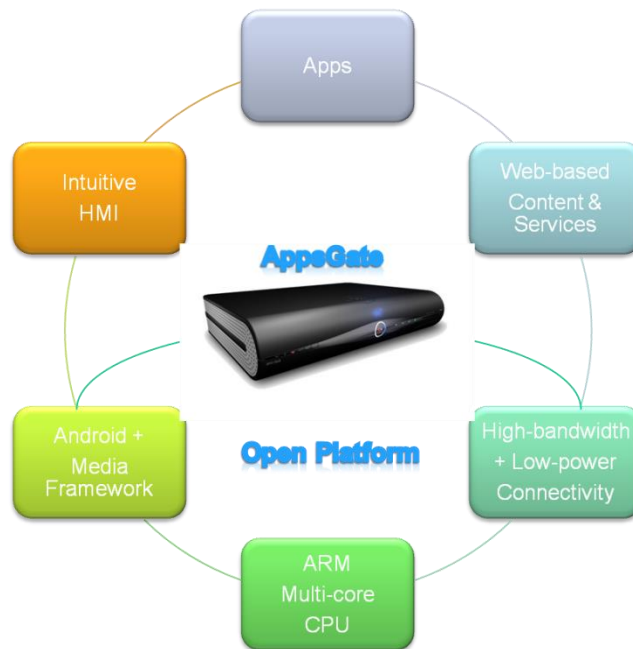 Apps
Intuitive
HMI
Web-based
Content &
Services
AppsGate
Android +
Media
Framework
Open Platform
High-bandwidth
+ Low-power
Connectivity
ARM
Multi-core
CPU